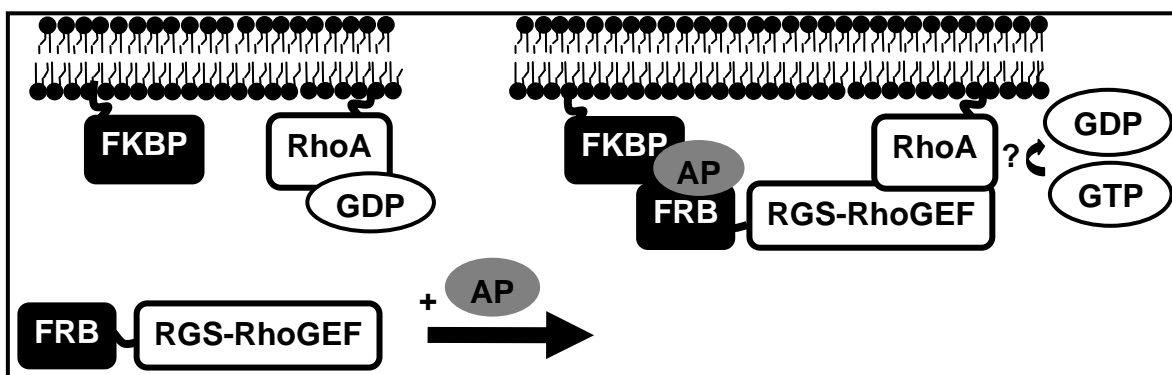 FKBP
RhoA
GDP
FRB
RGS-RhoGEF
+
AP
FKBP
AP
FRB
RGS-RhoGEF
RhoA
?
GDP
GTP